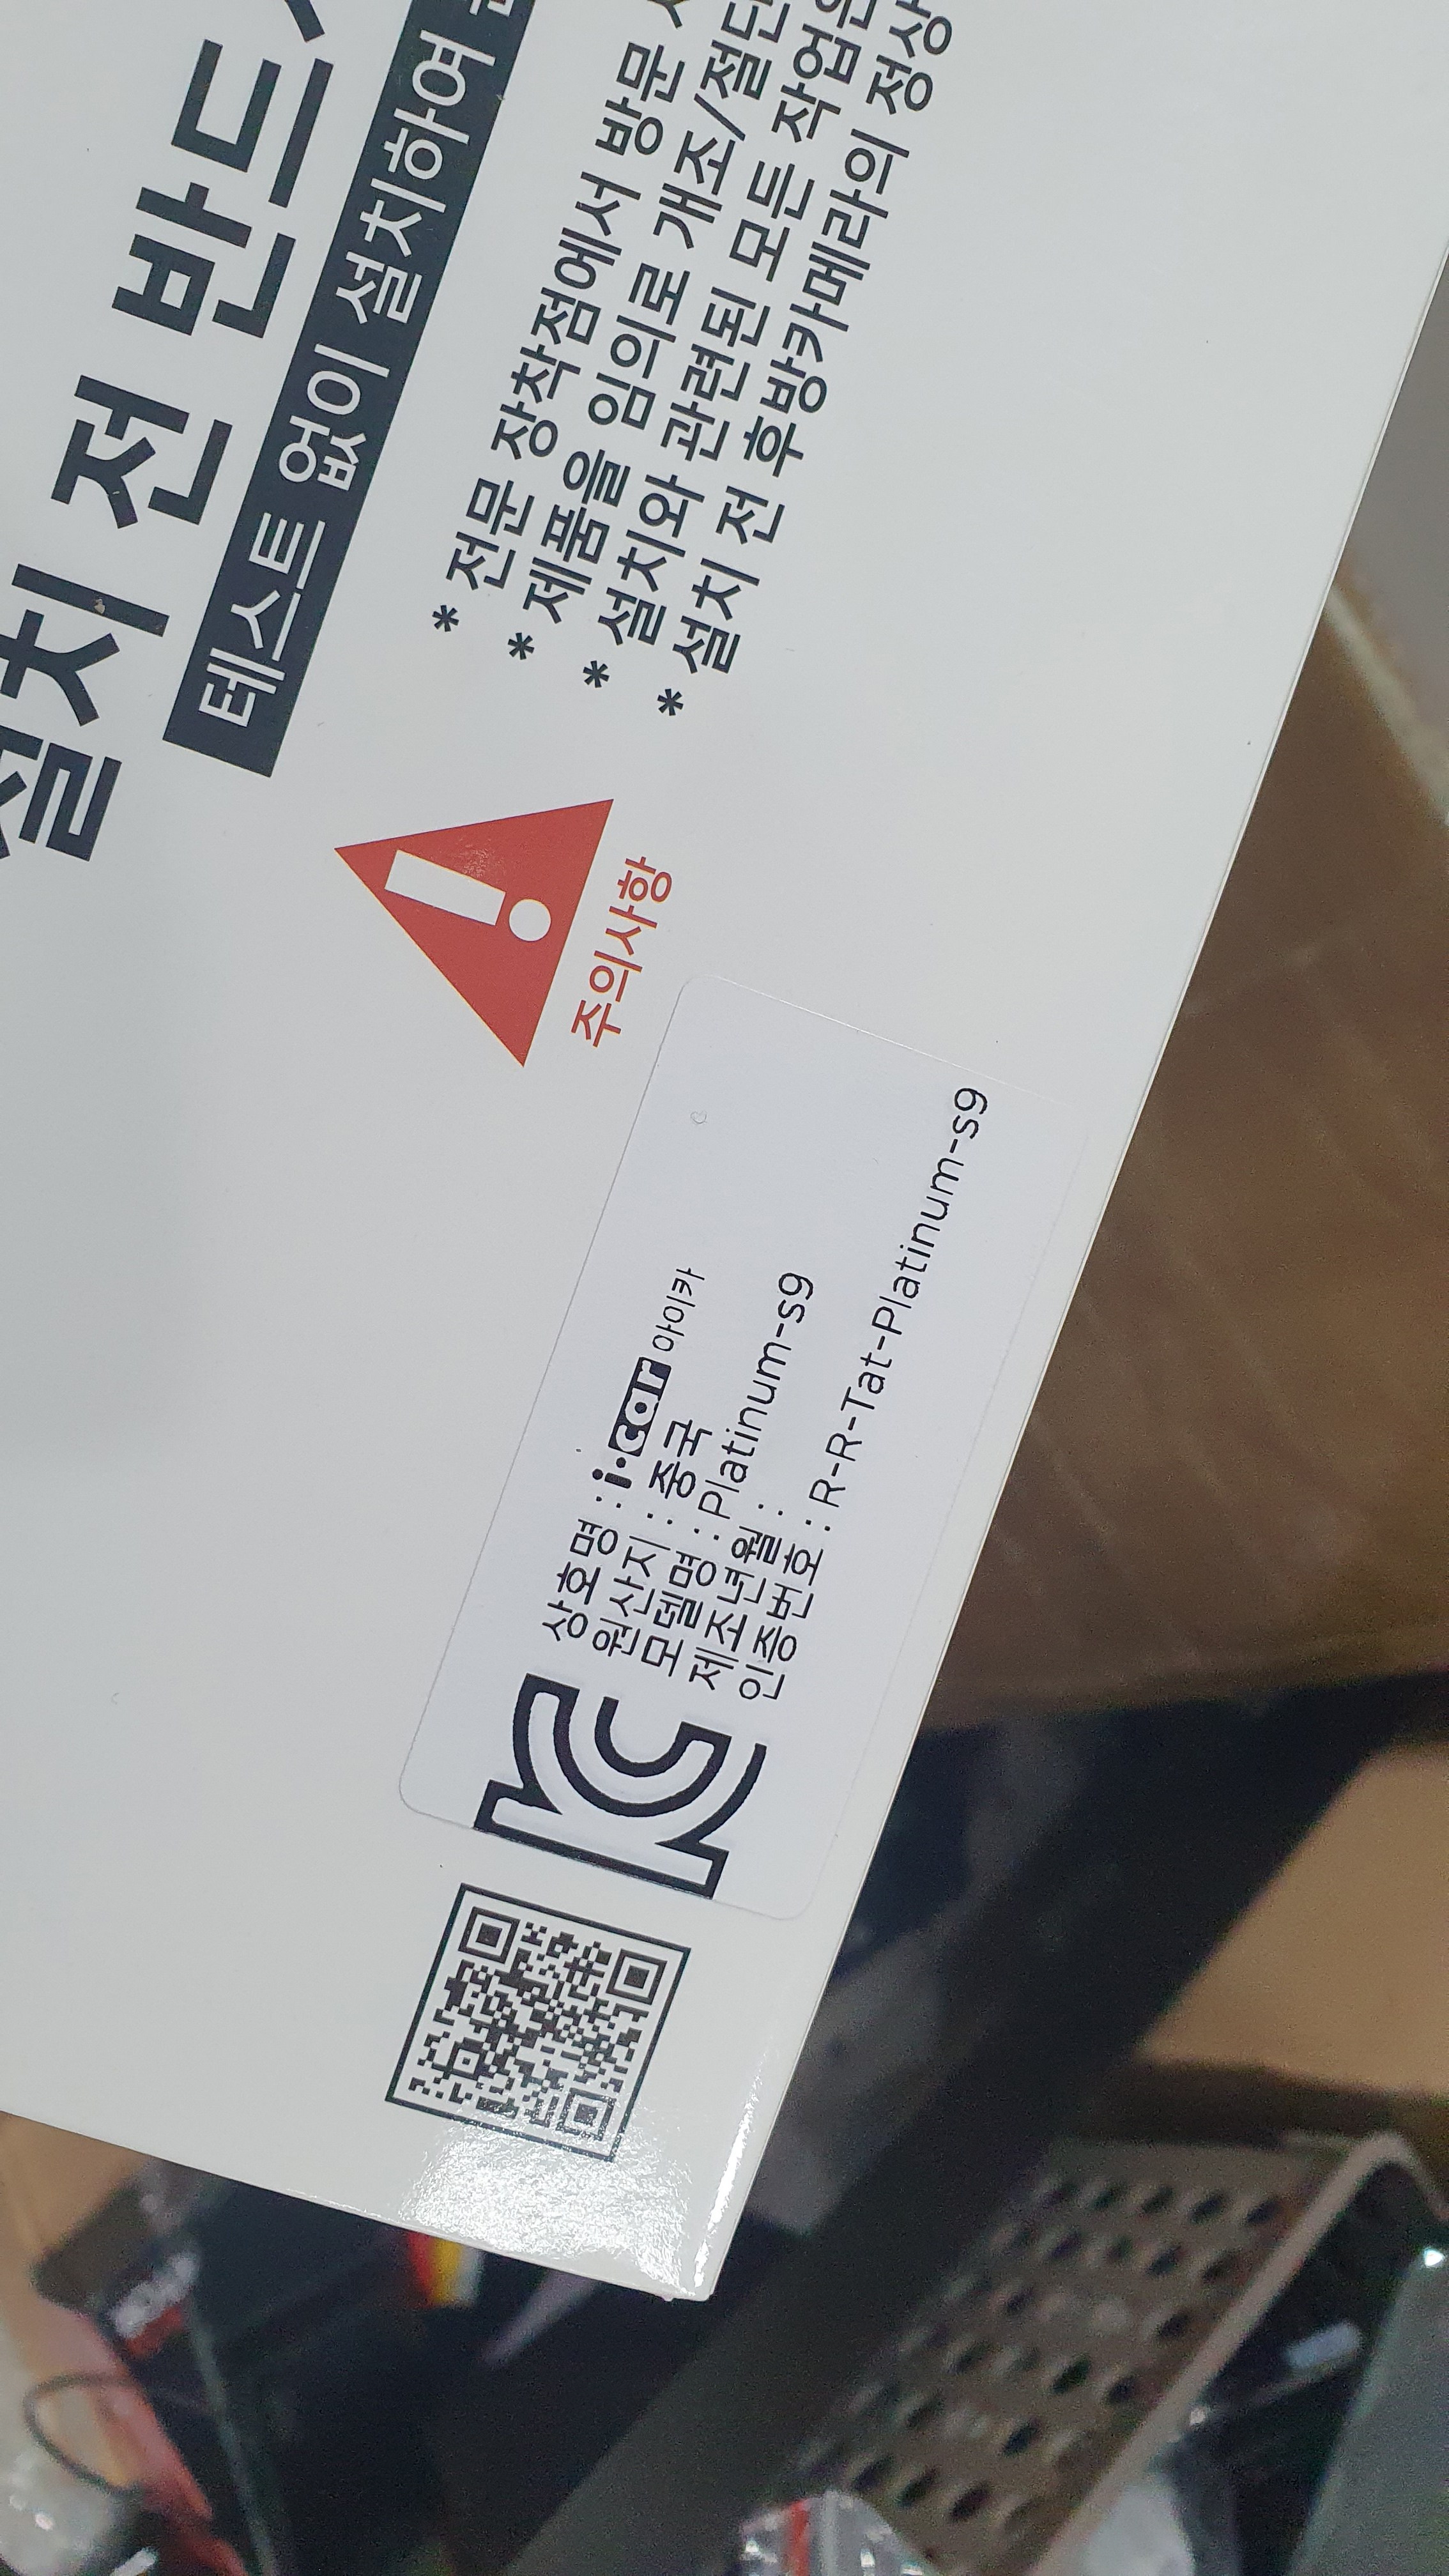 설치 전 반드시
테스트 없이 설치하여
* 전문 장착점에서 방문
* 제품을 임의로 개조/절단
* 설치와 관련된 모든 작업은
* 설치 전 후방카메라의 정상
주의사항
상호명 : i·car 아이카
원산지 : 중국
모델명 : Platinum-s9
제조년월 :
인증번호 : R-R-Tat-Platinum-s9
KC